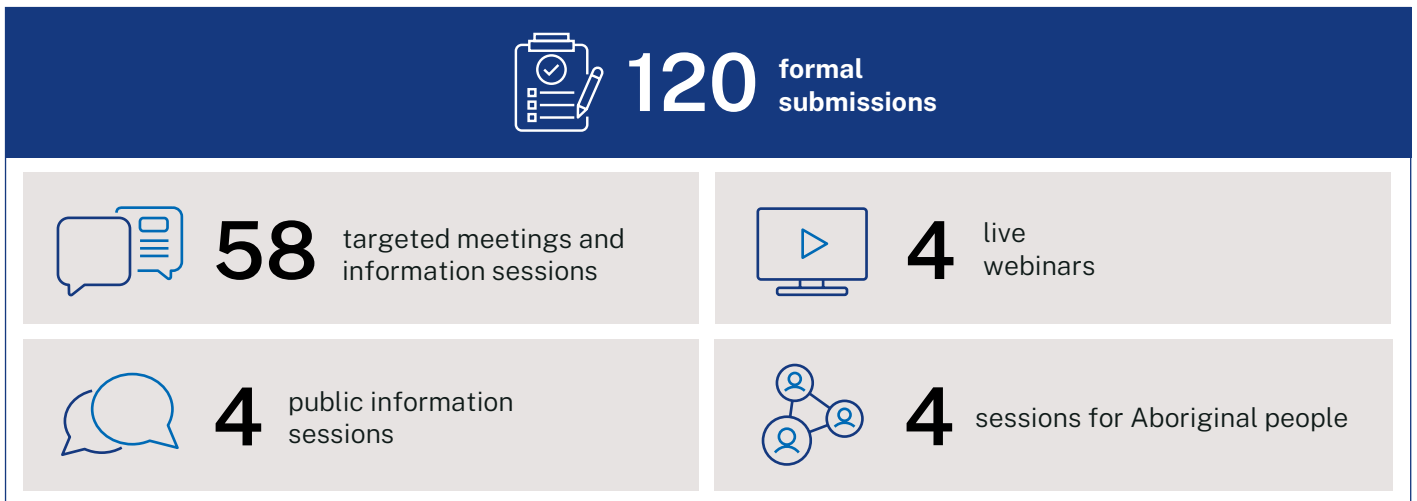 120 formal
submissions
58 targeted meetings and
information sessions
4 live
webinars
4 public information
sessions
4 sessions for Aboriginal people